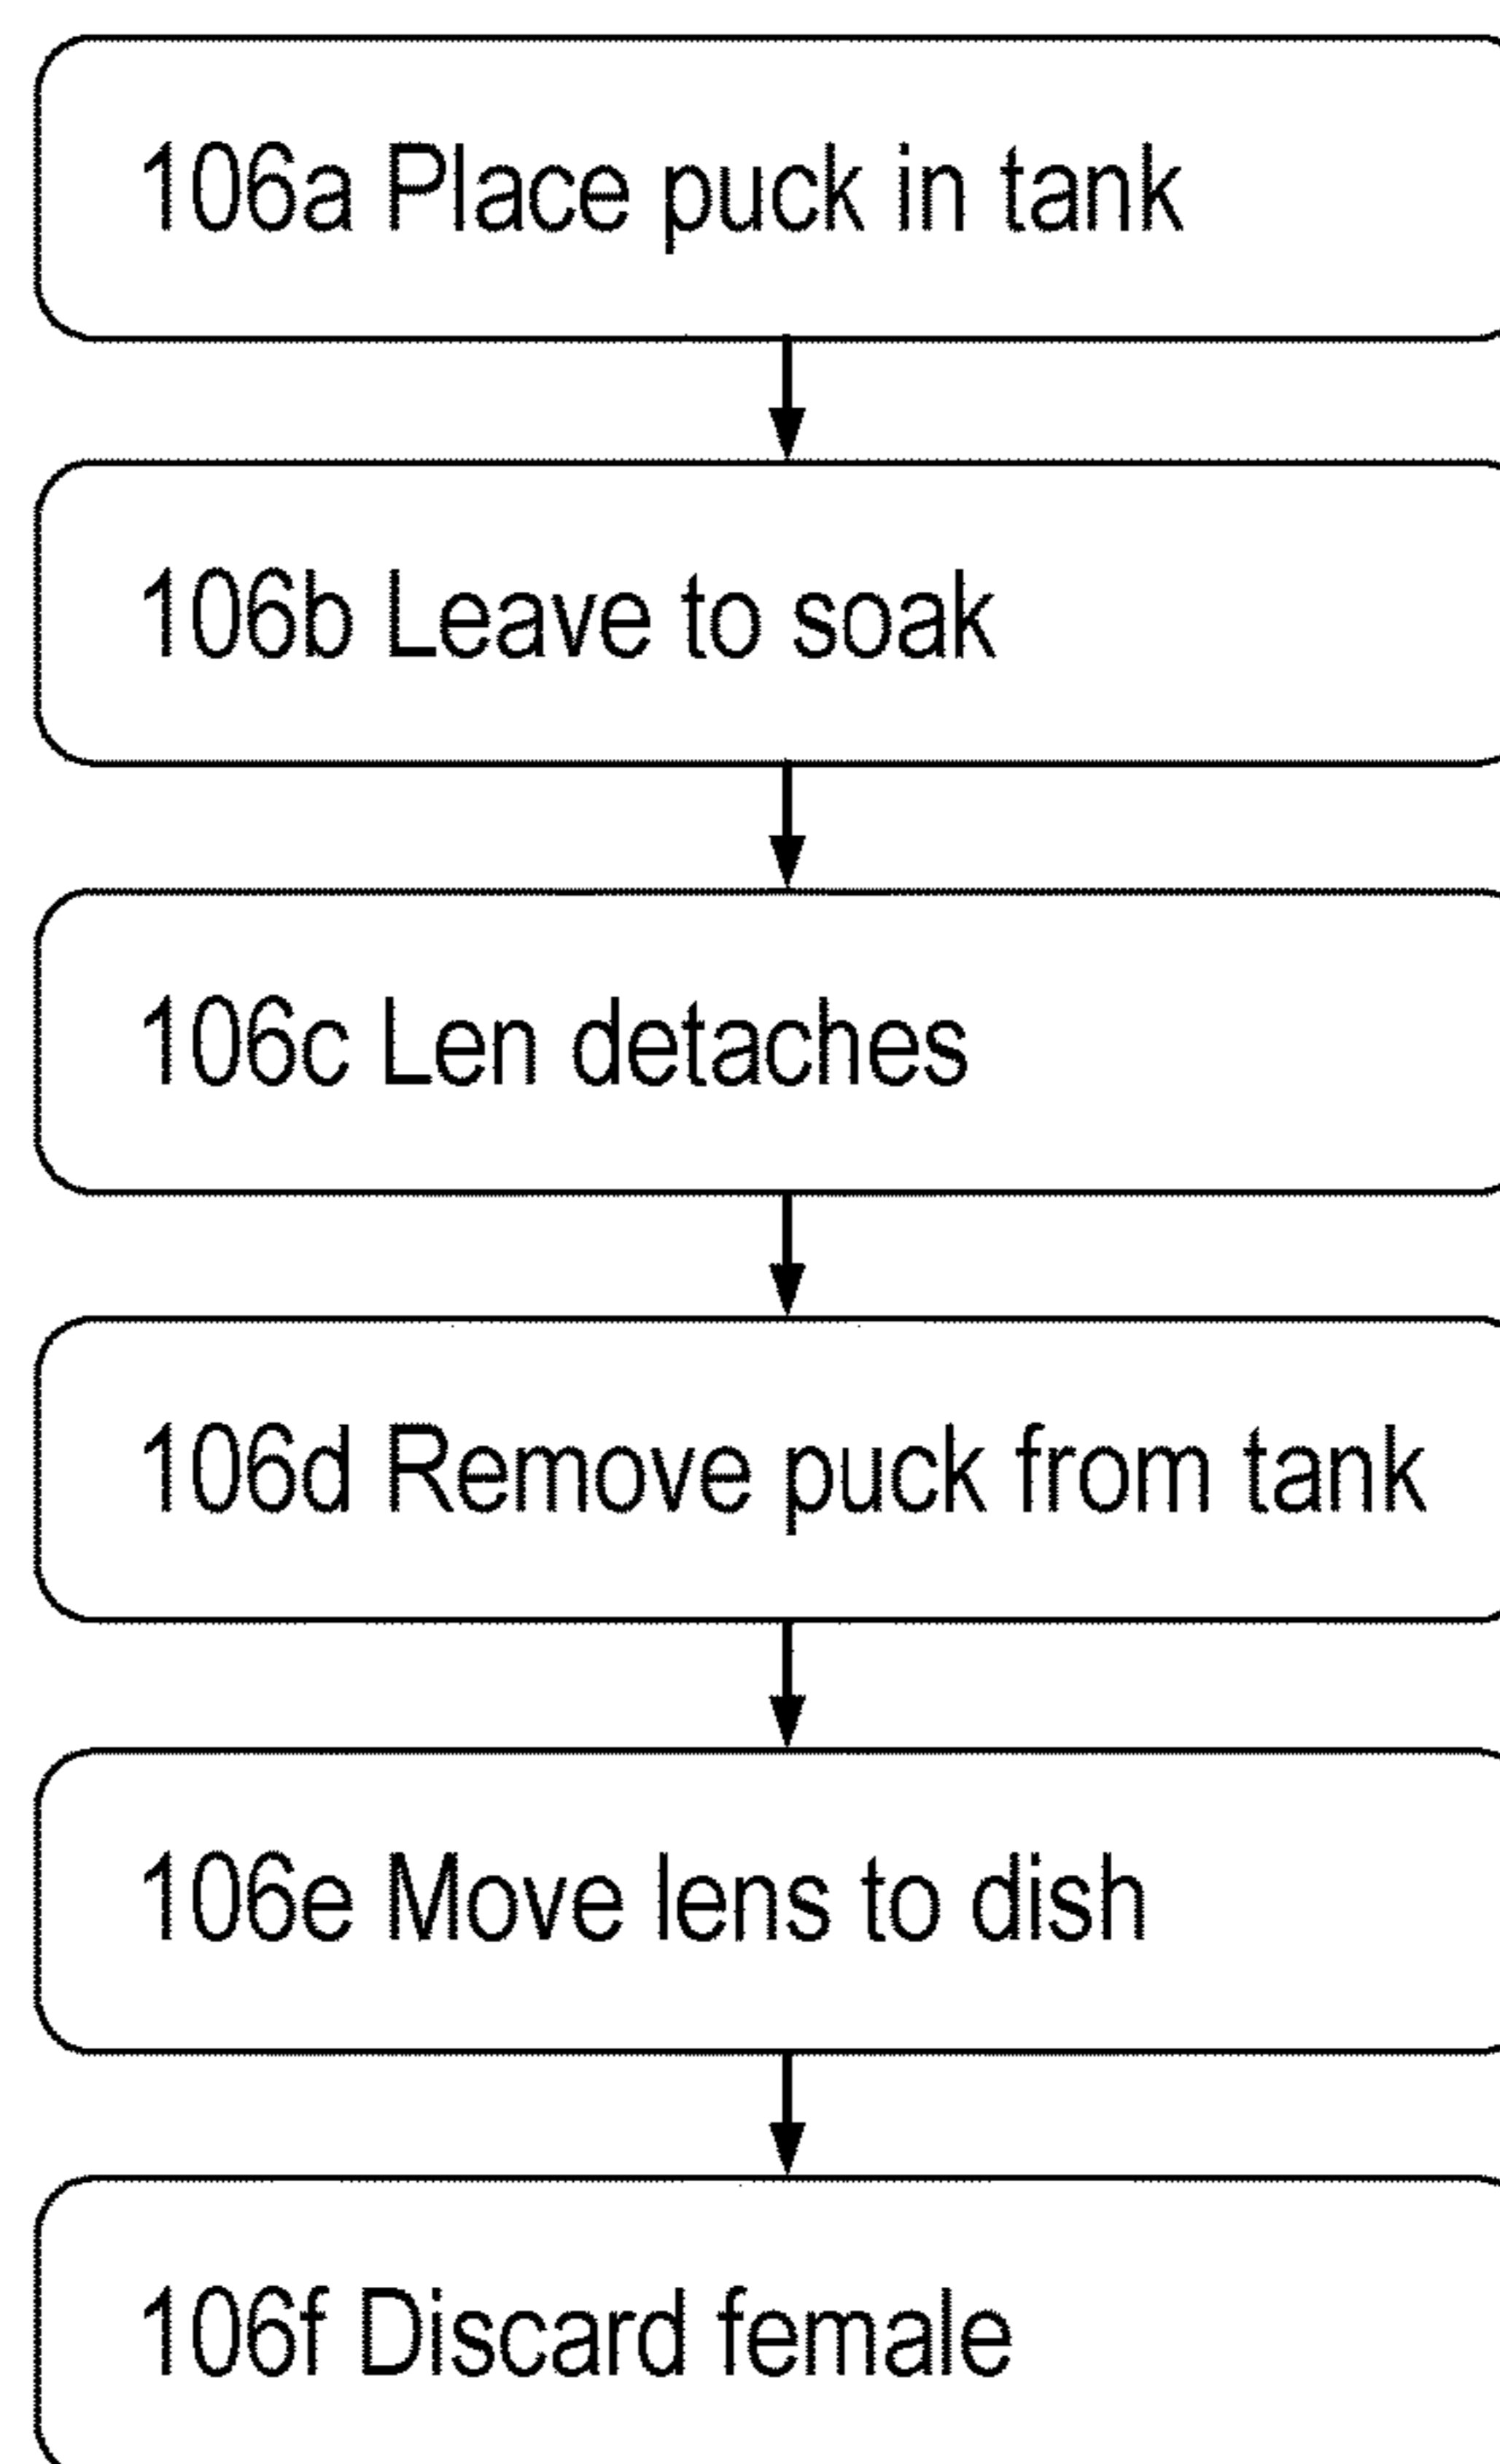 106a Place puck in tank
106b Leave to soak
106c Len detaches
106d Remove puck from tank
106e Move lens to dish
106f Discard female